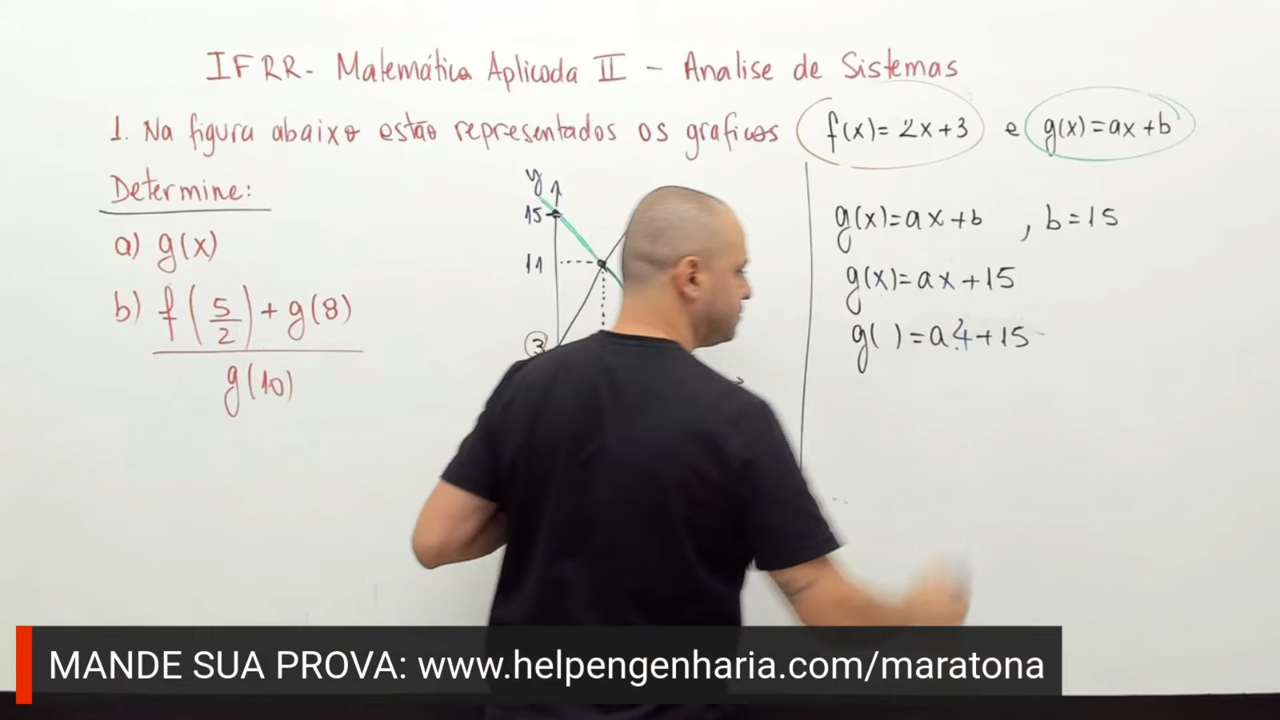 IFRR - Matemática Aplicada II - Analise de Sistemas
1. Na figura abaixo estão representados os graficos f(x) = 2x+3 e g(x) = ax+b
Determine:
a) g(x)
b) f(5/2) + g(8)
g(10)
y
15
11
3
g(x) = ax+b , b=15
g(x) = ax+15
g( ) = a.4+15
MANDE SUA PROVA: www.helpengenharia.com/maratona